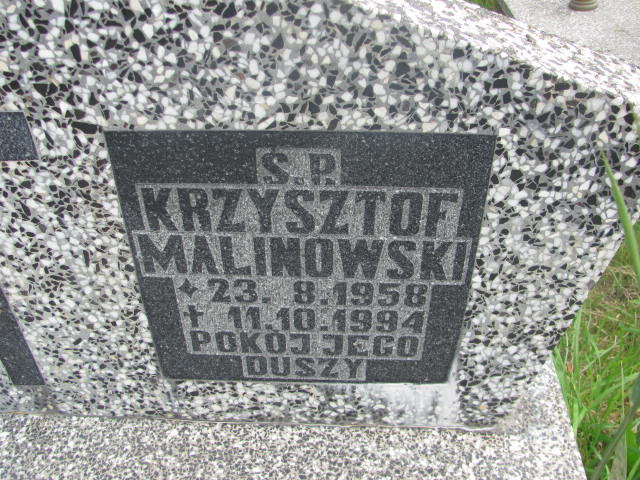 Ś.P.
KRZYSZTOF
MALINOWSKI
✦ 23. 8.1958
† 11.10.1994
POKÓJ JEGO
DUSZY